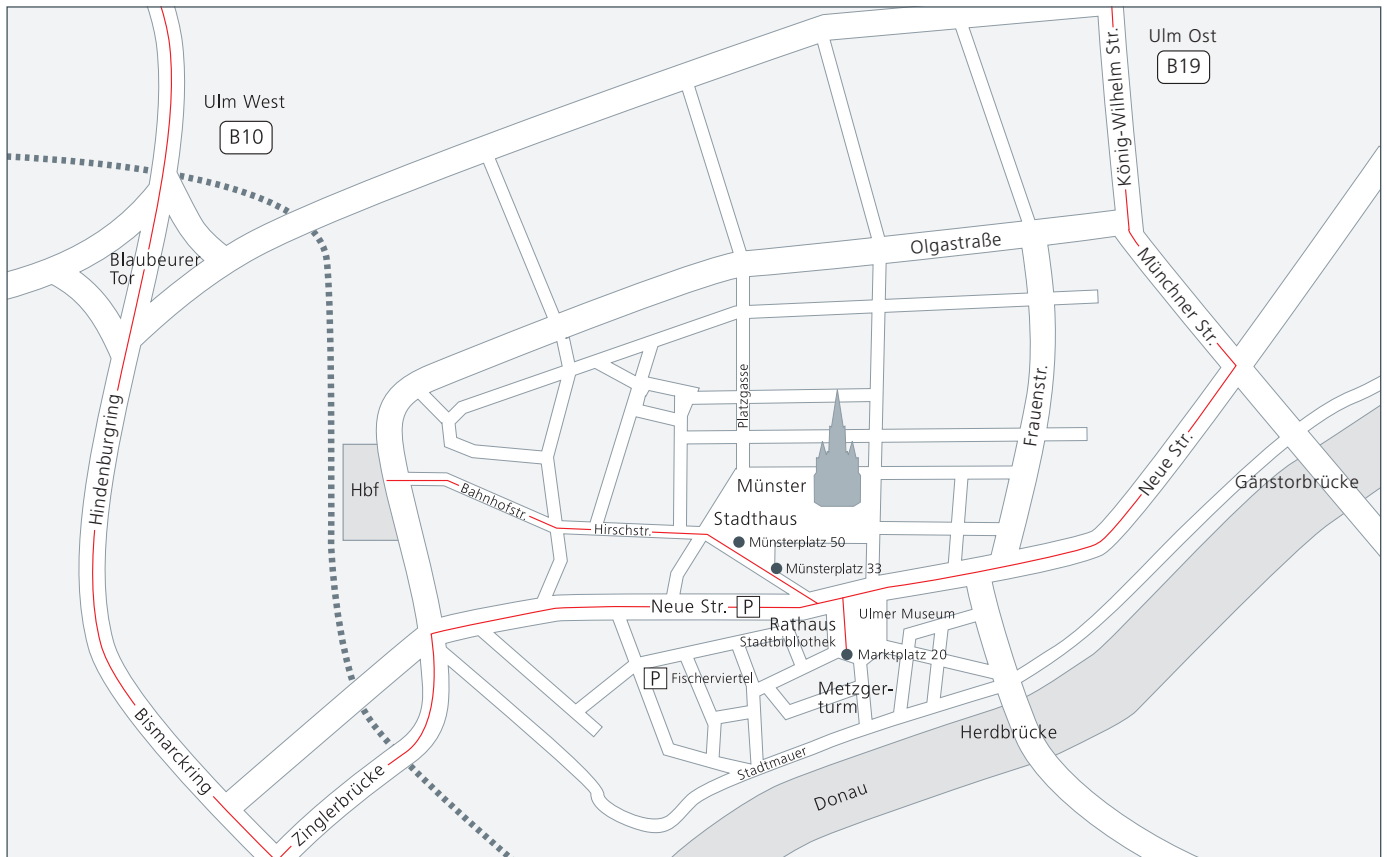 Ulm Ost
B19
König-Wilhelm Str.
Ulm West
B10
Olgastraße
Blaubeurer
Tor
Münchner Str.
Platzgasse
Frauenstr.
Hindenburgring
Neue Str.
Gänstorbrücke
Hbf
Bahnhofstr.
Hirschstr.
Münster
Stadthaus
Münsterplatz 50
Münsterplatz 33
Neue Str.
P
Rathaus
Stadtbibliothek
Ulmer Museum
Marktplatz 20
P
Fischerviertel
Metzger-
turm
Herdbrücke
Bismarckring
Zinglerbrücke
Stadtmauer
Donau